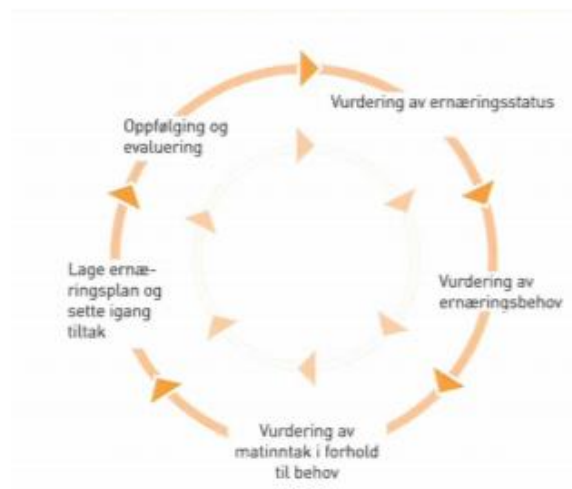 Vurdering av ernæringsstatus
Vurdering av
ernæringsbehov
Vurdering av
matinntak i forhold
til behov
Lage ernæ-
ringsplan og
sette igang
tiltak
Oppfølging og
evaluering